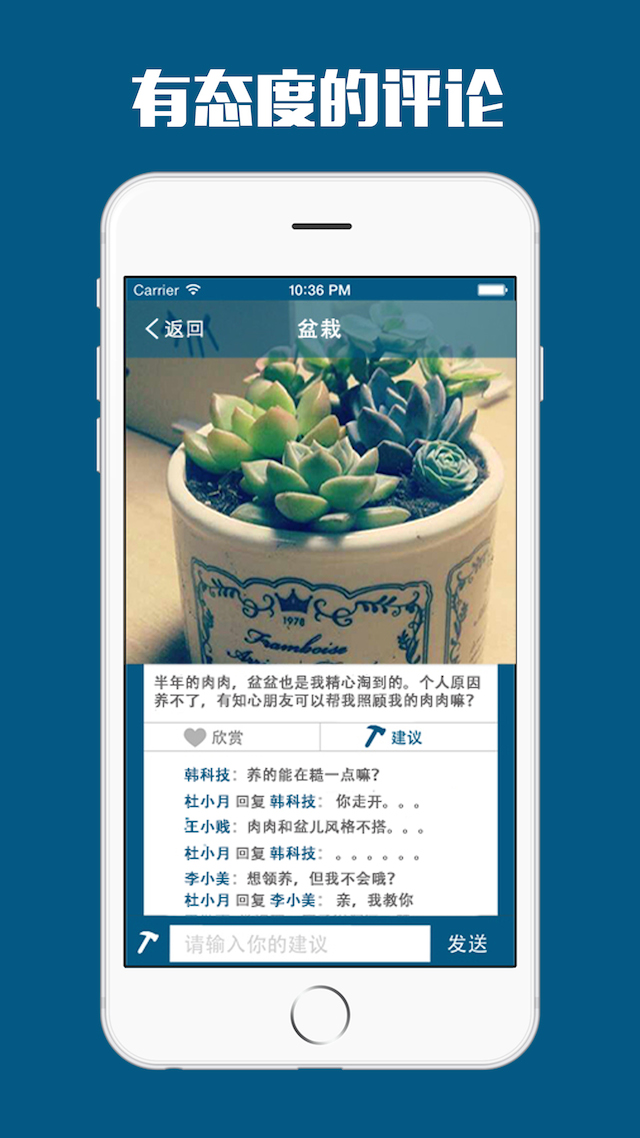 有态度的评论
Carrier 10:36 PM
返回 盆栽
1978
Framboise
半年的肉肉，盆盆也是我精心淘到的。个人原因
养不了，有知心朋友可以帮我照顾我的肉肉嘛？
欣赏 建议
韩科技：养的能在糙一点嘛？
杜小月 回复 韩科技：你走开。。。
王小贱：肉肉和盆儿风格不搭。。。
杜小月 回复 韩科技：。。。。。。
李小美：想领养，但我不会哦？
杜小月 回复 李小美：亲，我教你
请输入你的建议 发送